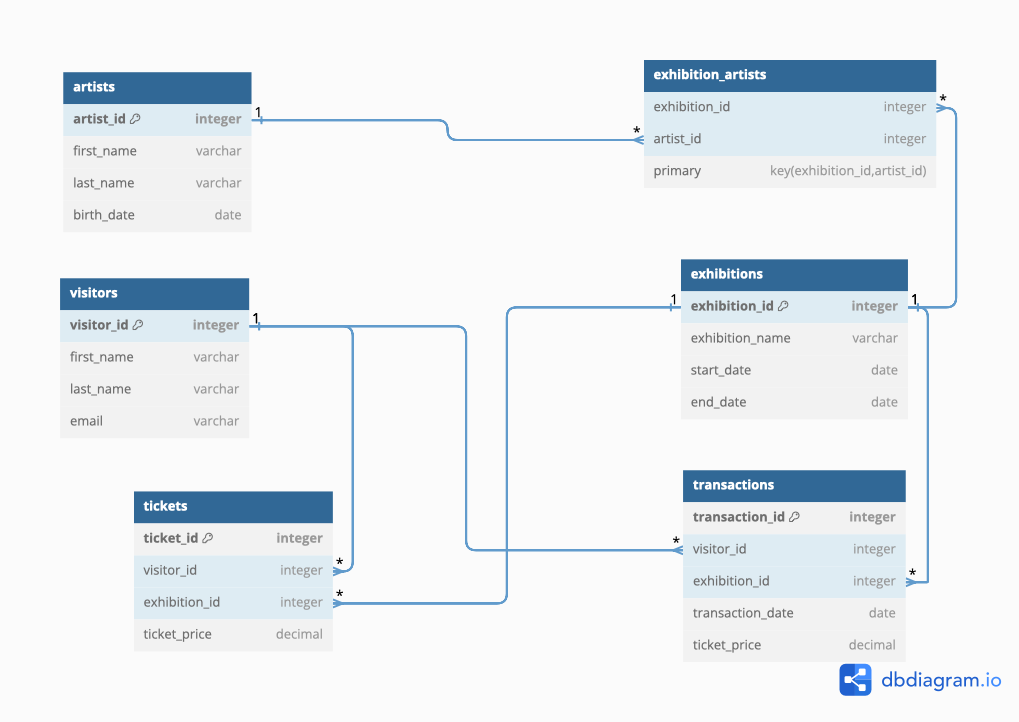 artists
artist_id integer
first_name varchar
last_name varchar
birth_date date
1
*
exhibition_artists
exhibition_id integer
artist_id integer
primary key(exhibition_id,artist_id)
*
visitors
visitor_id integer
first_name varchar
last_name varchar
email varchar
1
exhibitions
1
exhibition_id integer
1
exhibition_name varchar
start_date date
end_date date
tickets
ticket_id integer
visitor_id integer
*
exhibition_id integer
*
ticket_price decimal
transactions
transaction_id integer
*
visitor_id integer
exhibition_id integer
*
transaction_date date
ticket_price decimal
dbdiagram.io